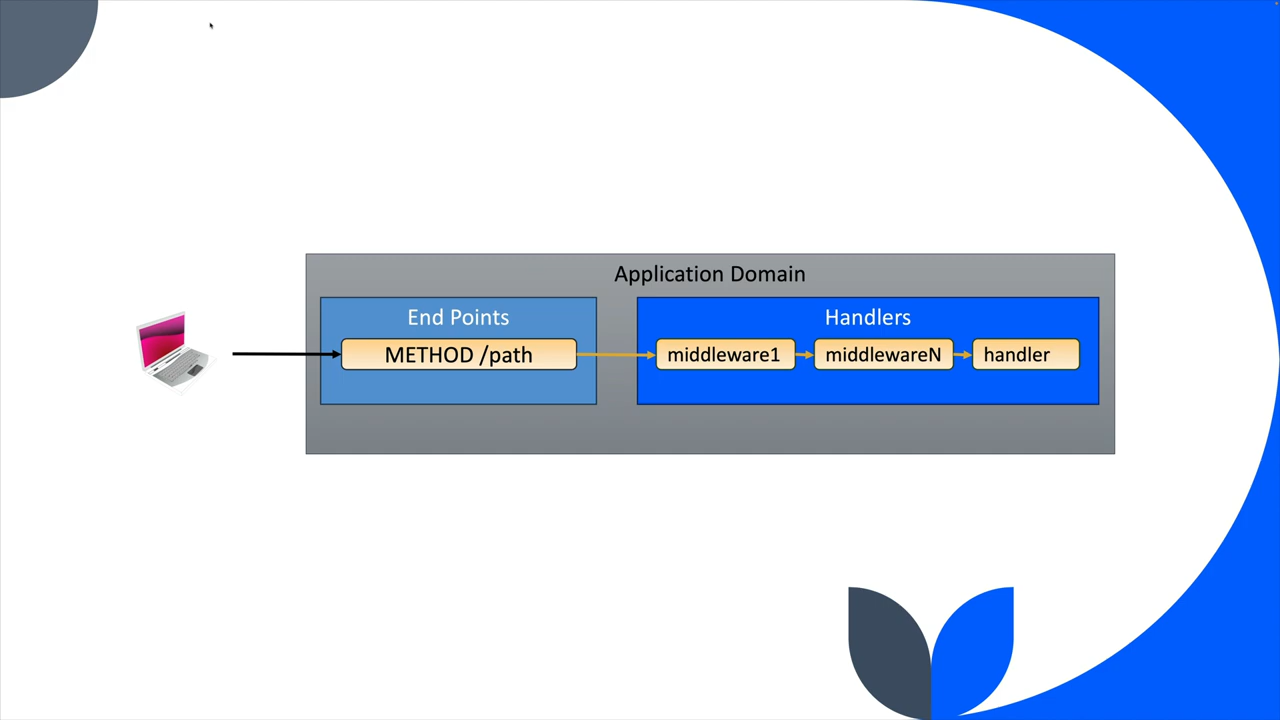 Application Domain
End Points
Handlers
METHOD /path
middleware1
middlewareN
handler